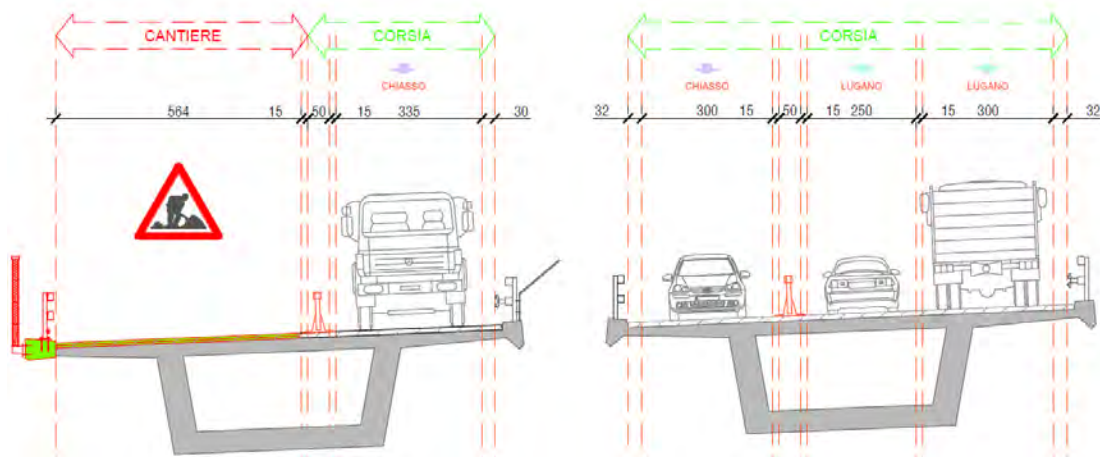 CANTIERE CORSIA CORSIA
CHIASSO CHIASSO LUGANO LUGANO
564 15 50 15 335 30 32 300 15 50 15 250 15 300 32